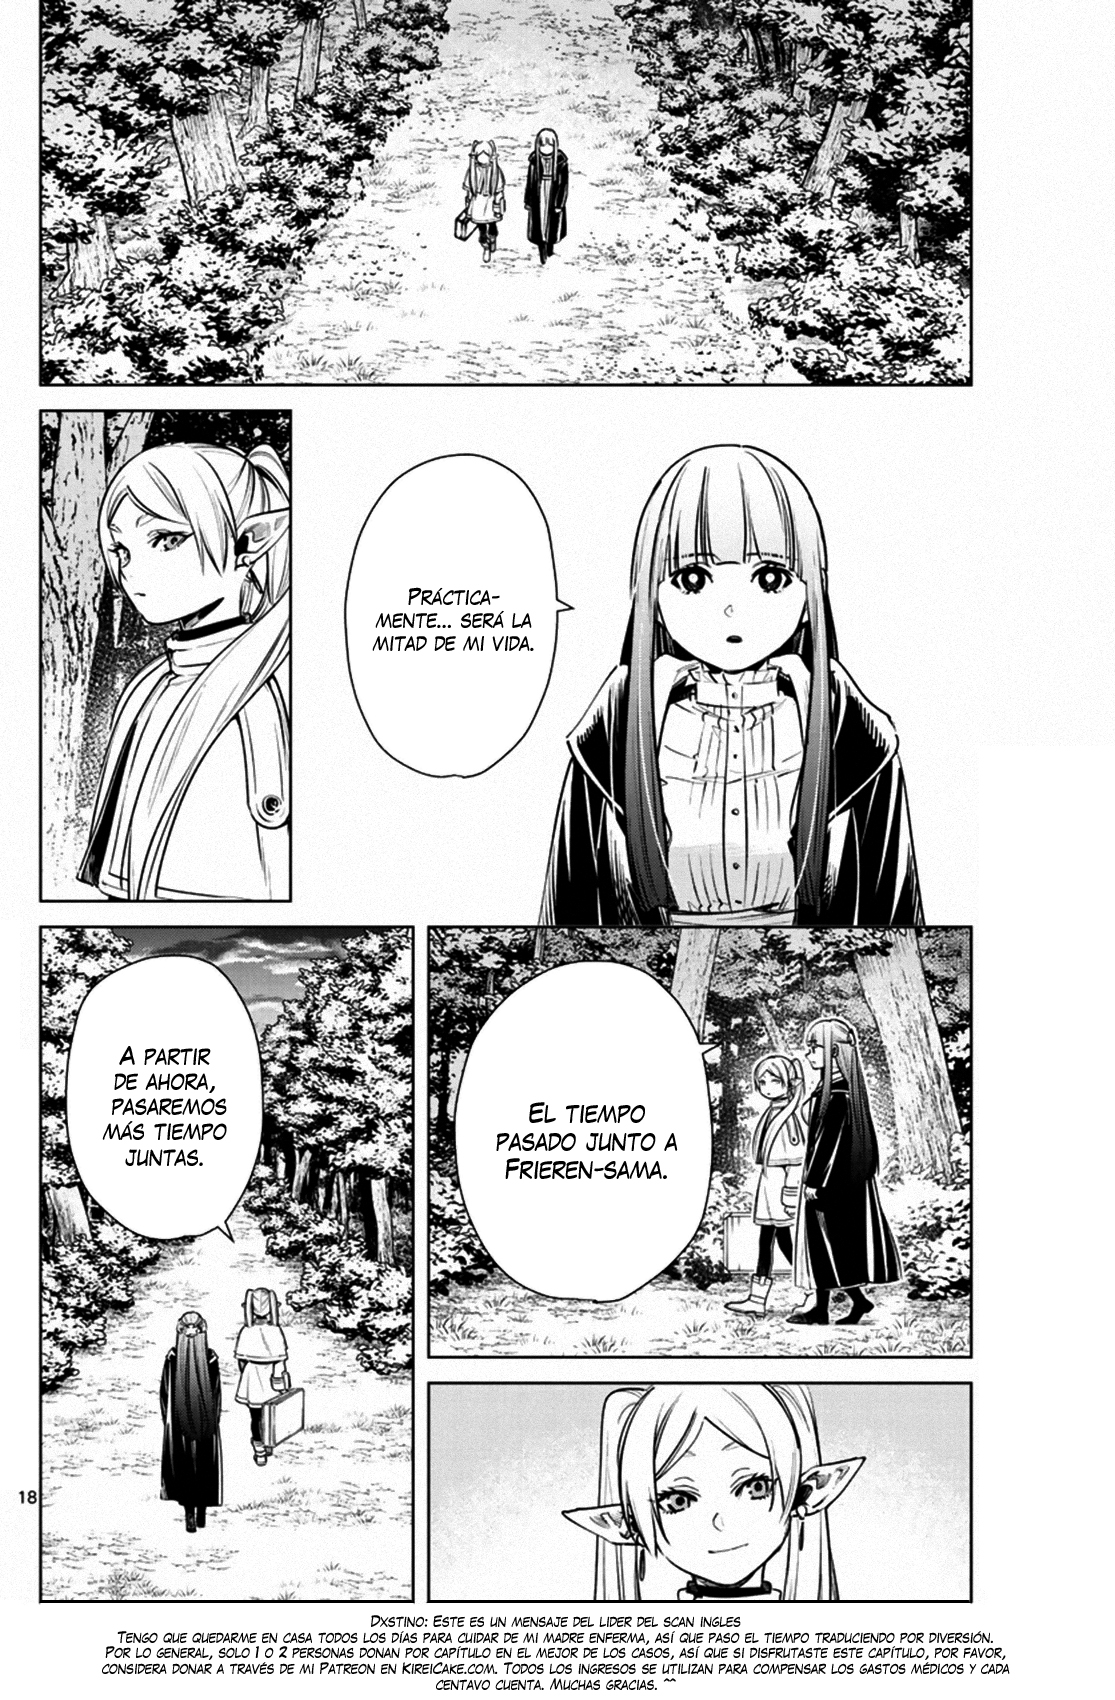 PRÁCTICA-
MENTE... SERÁ LA
MITAD DE MI VIDA.
EL TIEMPO
PASADO JUNTO A
FRIEREN-SAMA.
A PARTIR
DE AHORA,
PASAREMOS
MÁS TIEMPO
JUNTAS.
18
DXSTINO: ESTE ES UN MENSAJE DEL LIDER DEL SCAN INGLES
TENGO QUE QUEDARME EN CASA TODOS LOS DÍAS PARA CUIDAR DE MI MADRE ENFERMA, ASÍ QUE PASO EL TIEMPO TRADUCIENDO POR DIVERSIÓN.
POR LO GENERAL, SOLO 1 O 2 PERSONAS DONAN POR CAPÍTULO EN EL MEJOR DE LOS CASOS, ASÍ QUE SI DISFRUTASTE ESTE CAPÍTULO, POR FAVOR,
CONSIDERA DONAR A TRAVÉS DE MI PATREON EN KIREICAKE.COM. TODOS LOS INGRESOS SE UTILIZAN PARA COMPENSAR LOS GASTOS MÉDICOS Y CADA
CENTAVO CUENTA. MUCHAS GRACIAS. ^^